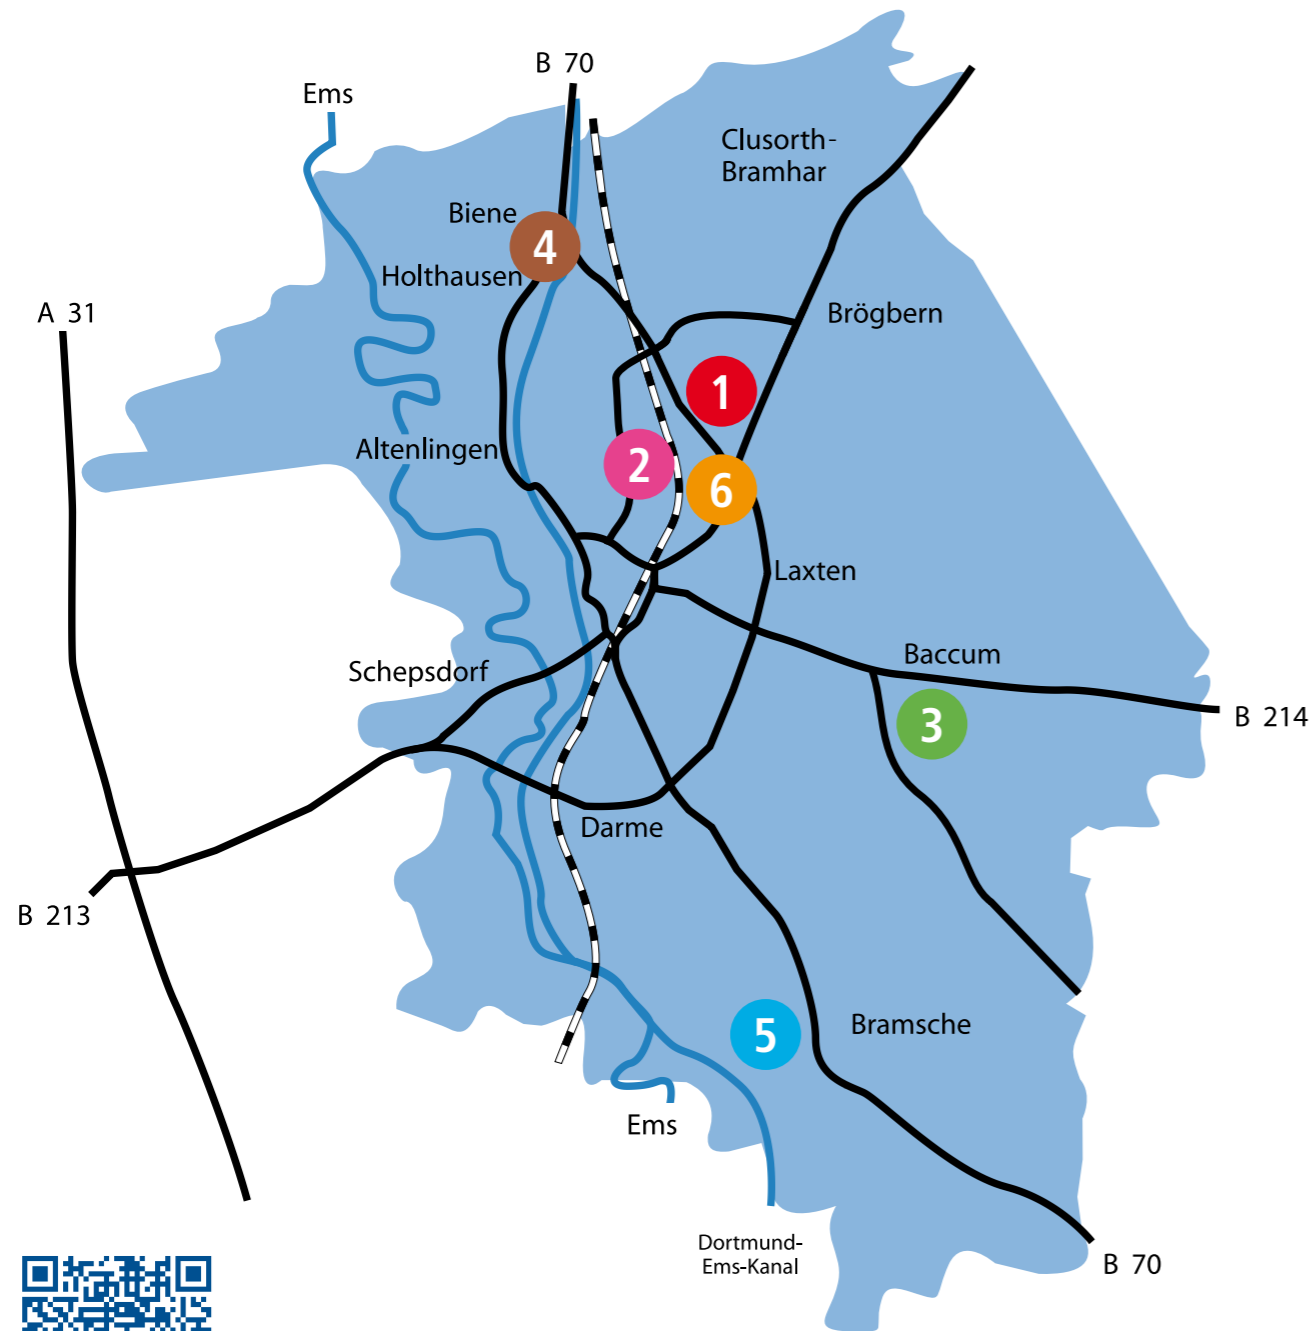 B 70
Ems
Clusorth-
Bramhar
Biene
4
Holthausen
A 31
Brögbern
1
Altenlingen
2
6
Laxten
Baccum
Schepsdorf
3
B 214
Darme
B 213
5
Bramsche
Ems
Dortmund-
Ems-Kanal
B 70